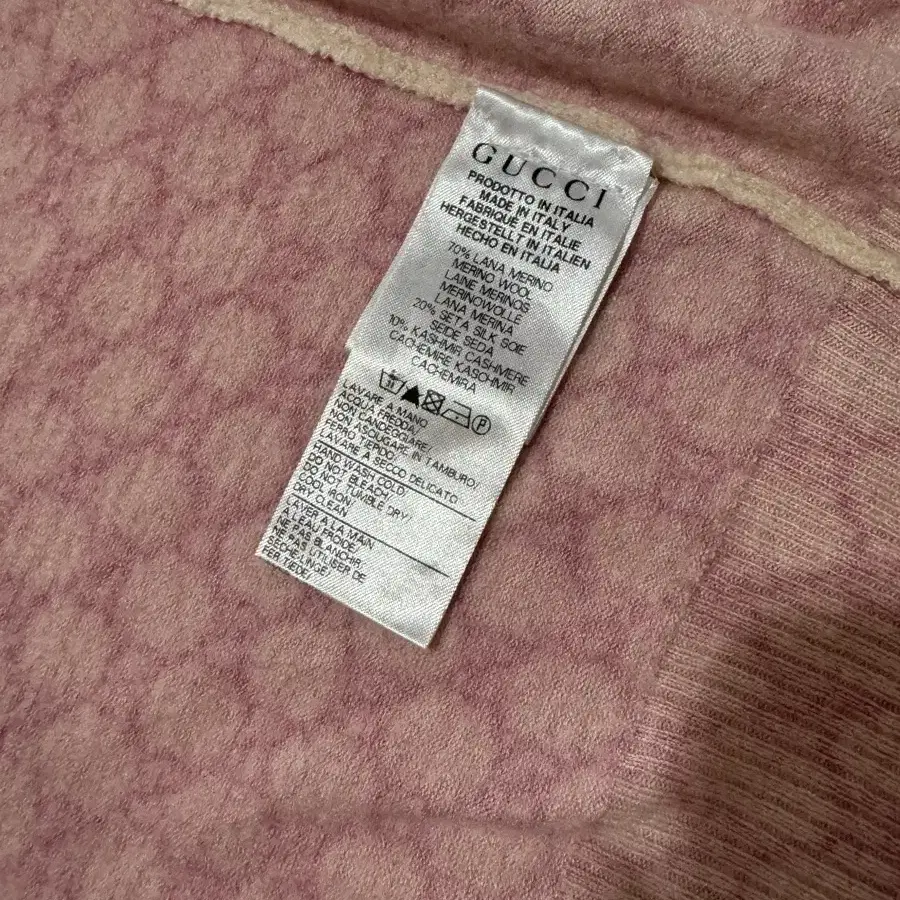 GUCCI
PRODOTTO IN ITALIA
MADE IN ITALY
FABRIQUÉ EN ITALIE
HERGESTELLT IN ITALIEN
HECHO EN ITALIA
70% LANA MERINO
MERINO WOOL
LAINE MERINOS
MERINOWOLLE
LANA MERINA
20% SETA SILK SOIE
SEIDE SEDA
10% KASHMIR CASHMERE
CACHEMIRE KASCHMIR
CACHEMIRA
P
LAVARE A MANO
ACQUA FREDDA/
NON CANDEGGIARE/
NON ASCIUGARE IN TAMBURO/
FERRO TIEPIDO/
LAVARE A SECCO DELICATO
HAND WASH COLD/
DO NOT BLEACH/
DO NOT TUMBLE DRY/
COOL IRON/
DRY CLEAN
LAVER A LA MAIN
A L'EAU FROIDE/
NE PAS BLANCHIR/
NE PAS UTILISER DE
SECHE-LINGE/
FER TIEDE/